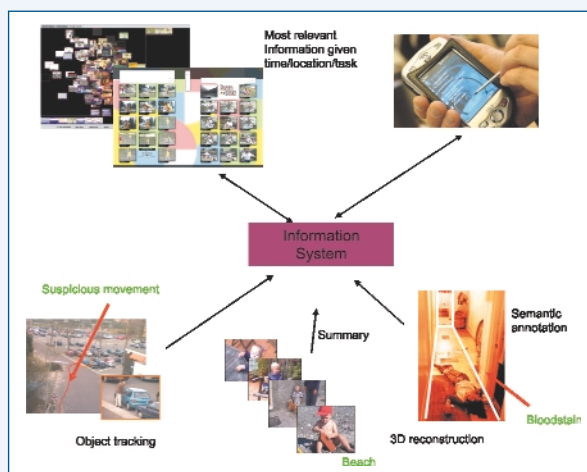 Most relevant
Information given
time/location/task
Information
System
Suspicious movement
Summary
Semantic
annotation
Bloodstain
Object tracking
Beach
3D reconstruction